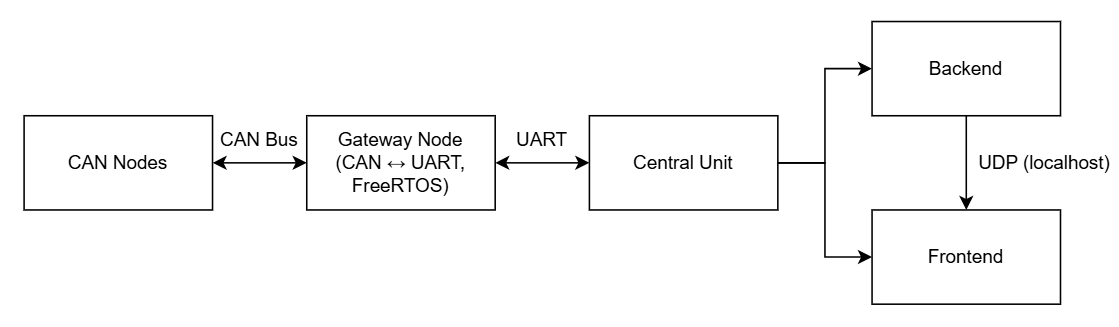 CAN Nodes
CAN Bus
Gateway Node
(CAN ↔ UART,
FreeRTOS)
UART
Central Unit
Backend
UDP (localhost)
Frontend